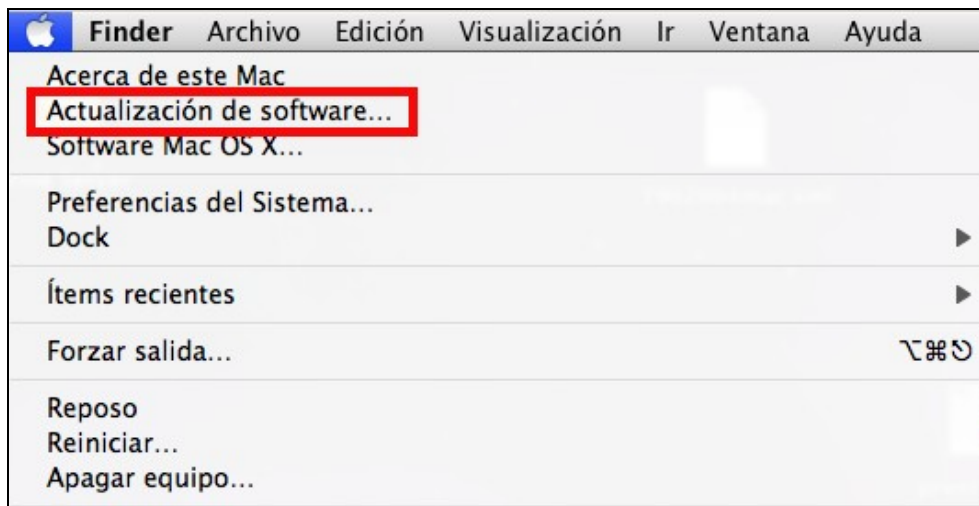 Finder Archivo Edición Visualización Ir Ventana Ayuda
Acerca de este Mac
Actualización de software...
Software Mac OS X...
Preferencias del Sistema...
Dock
Ítems recientes
Forzar salida... ⌥⌘⎋
Reposo
Reiniciar...
Apagar equipo...